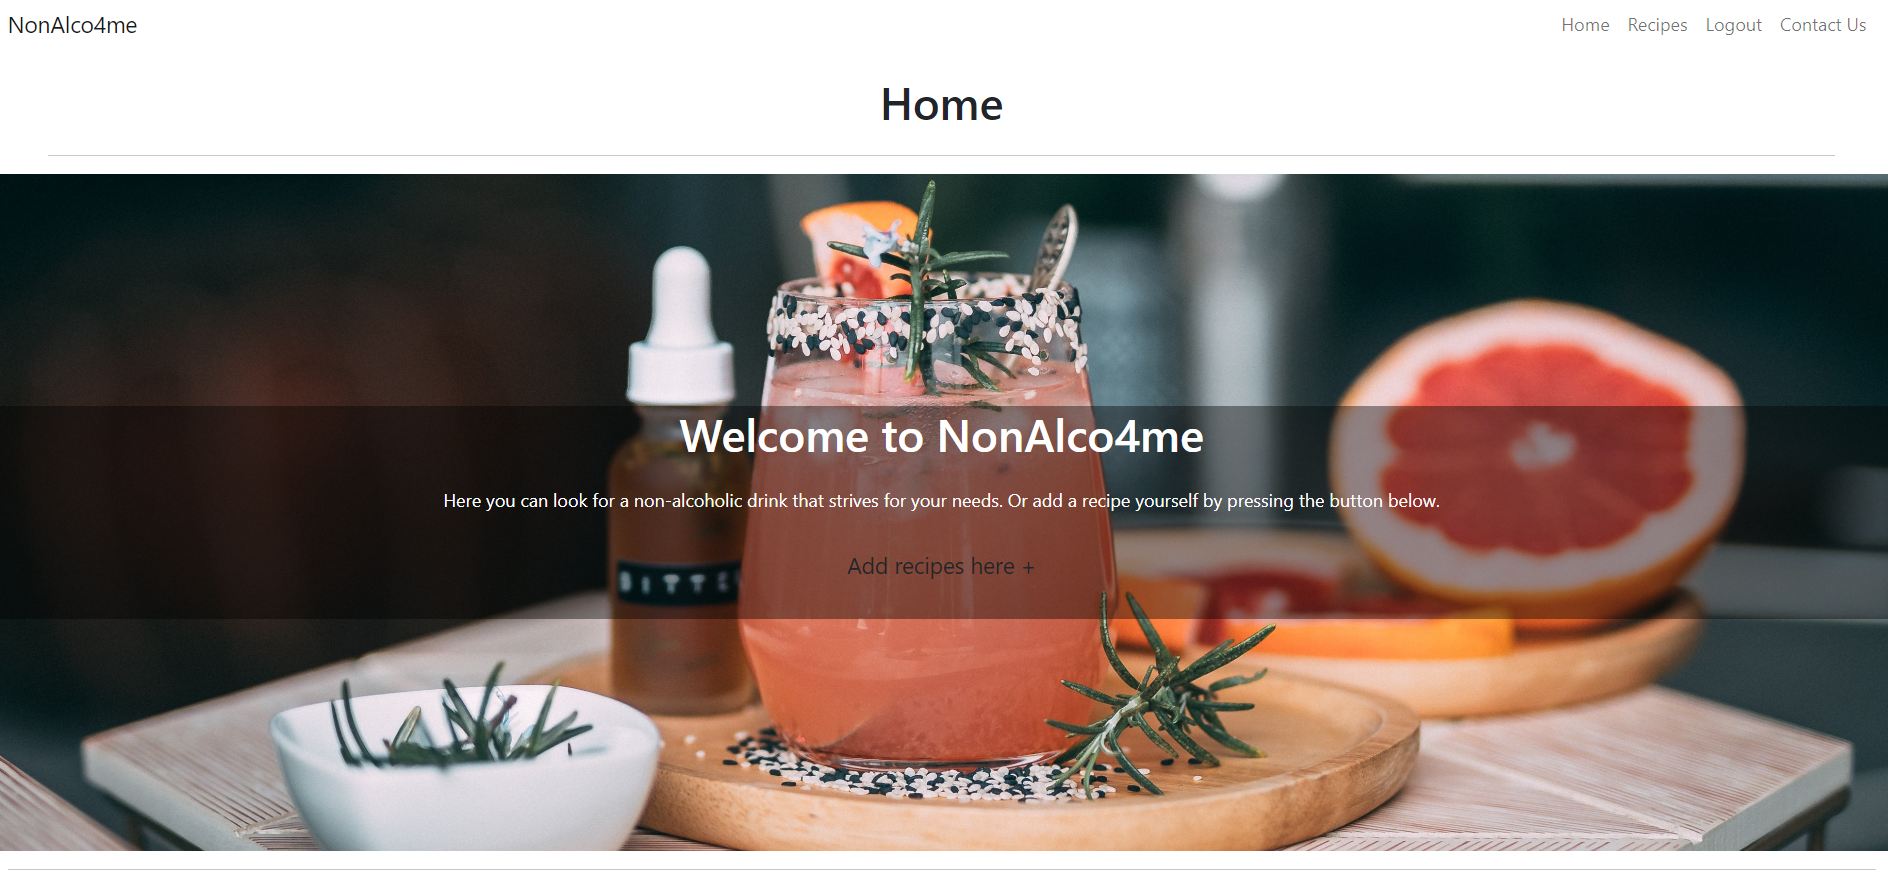 NonAlco4me
Home Recipes Logout Contact Us
Home
Welcome to NonAlco4me
Here you can look for a non-alcoholic drink that strives for your needs. Or add a recipe yourself by pressing the button below.
Add recipes here +